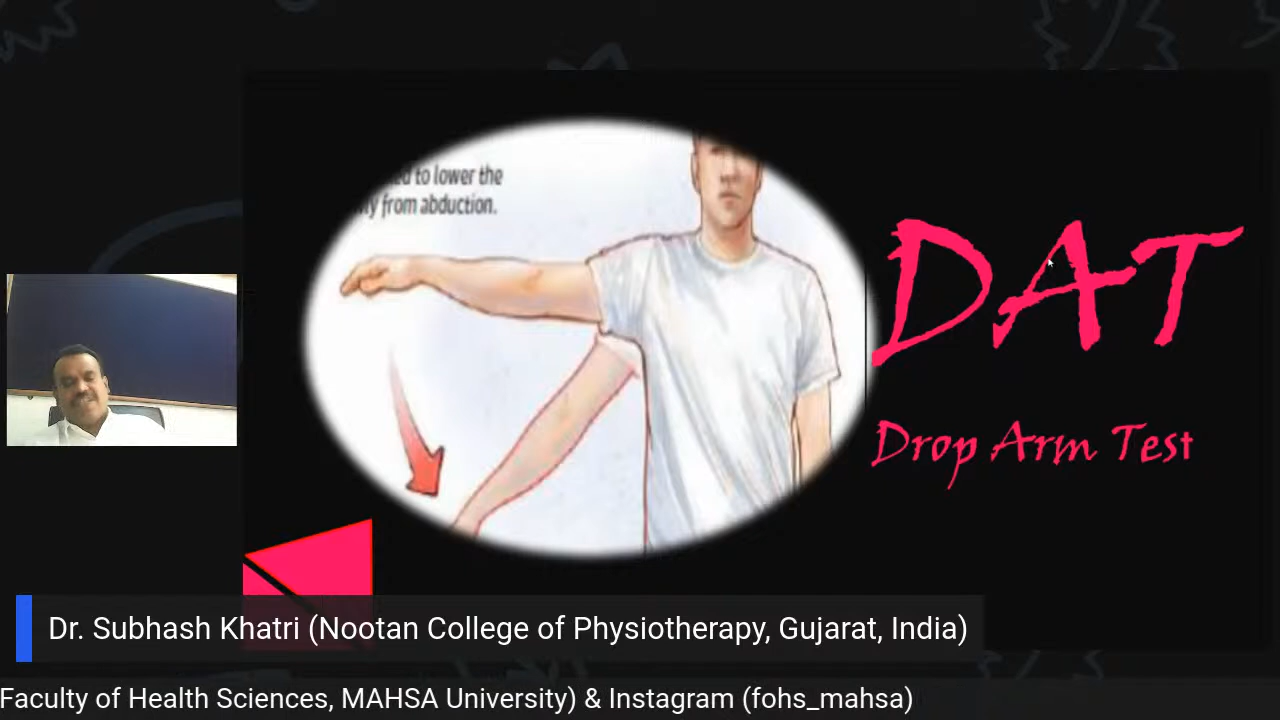 to lower the
from abduction.
DAT
Drop Arm Test
Dr. Subhash Khatri (Nootan College of Physiotherapy, Gujarat, India)
Faculty of Health Sciences, MAHSA University) & Instagram (fohs_mahsa)